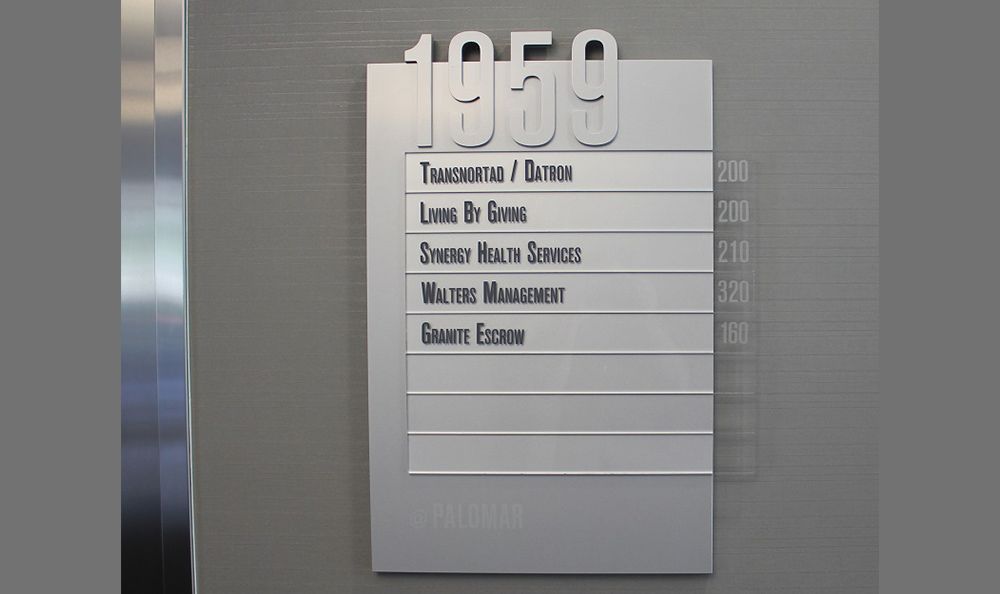 1959
Transnortad / Datron 200
Living By Giving 200
Synergy Health Services 210
Walters Management 320
Granite Escrow 160
@PALOMAR